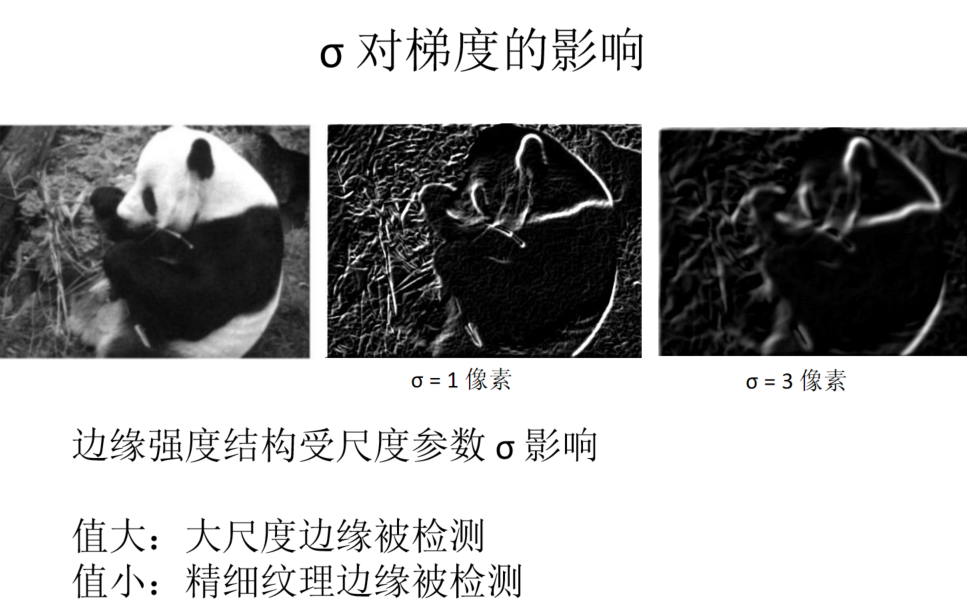 σ 对梯度的影响
σ = 1 像素
σ = 3 像素
边缘强度结构受尺度参数 σ 影响
值大：大尺度边缘被检测
值小：精细纹理边缘被检测